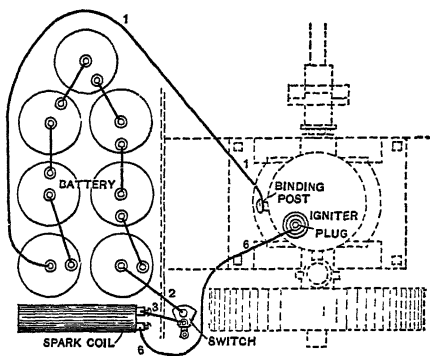 1
1
BATTERY
BINDING
POST
IGNITER
PLUG
6
2
3
SWITCH
SPARK COIL
6